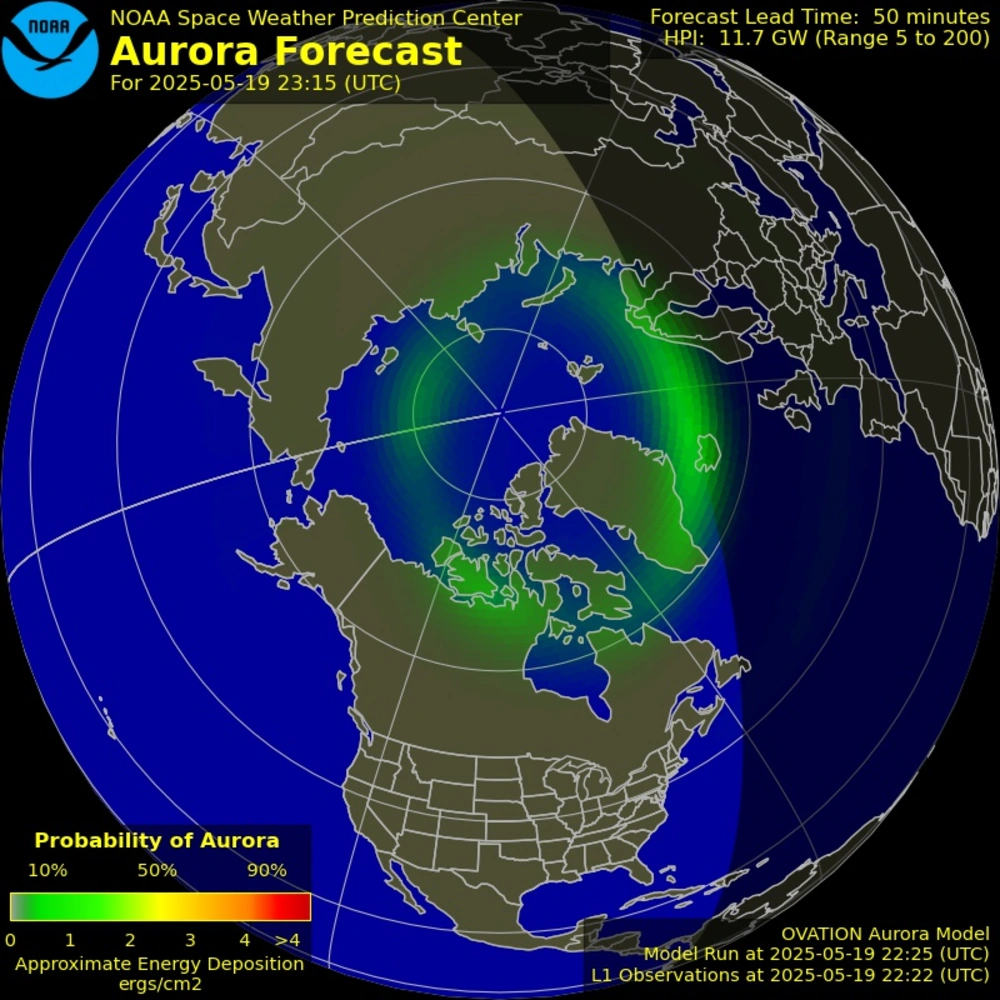 NOAA
NOAA Space Weather Prediction Center
Aurora Forecast
For 2025-05-19 23:15 (UTC)
Forecast Lead Time: 50 minutes
HPI: 11.7 GW (Range 5 to 200)
Probability of Aurora
10% 50% 90%
0 1 2 3 4 >4
Approximate Energy Deposition
ergs/cm2
OVATION Aurora Model
Model Run at 2025-05-19 22:25 (UTC)
L1 Observations at 2025-05-19 22:22 (UTC)